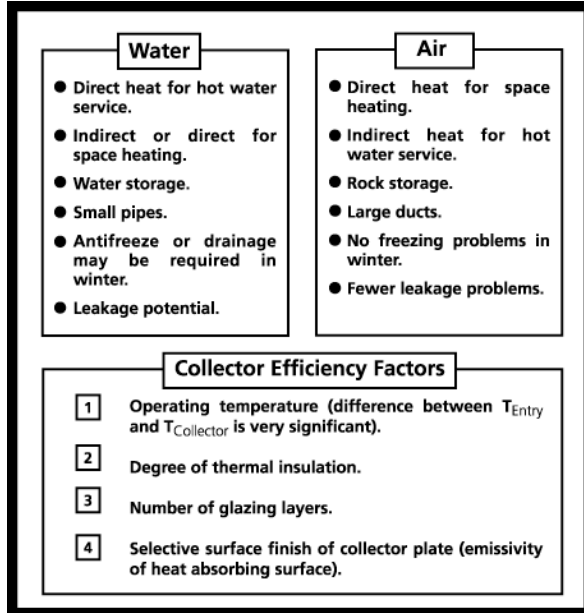 Water
● Direct heat for hot water
service.
● Indirect or direct for
space heating.
● Water storage.
● Small pipes.
● Antifreeze or drainage
may be required in
winter.
● Leakage potential.
Air
● Direct heat for space
heating.
● Indirect heat for hot
water service.
● Rock storage.
● Large ducts.
● No freezing problems in
winter.
● Fewer leakage problems.
Collector Efficiency Factors
1 Operating temperature (difference between TEntry
and TCollector is very significant).
2 Degree of thermal insulation.
3 Number of glazing layers.
4 Selective surface finish of collector plate (emissivity
of heat absorbing surface).